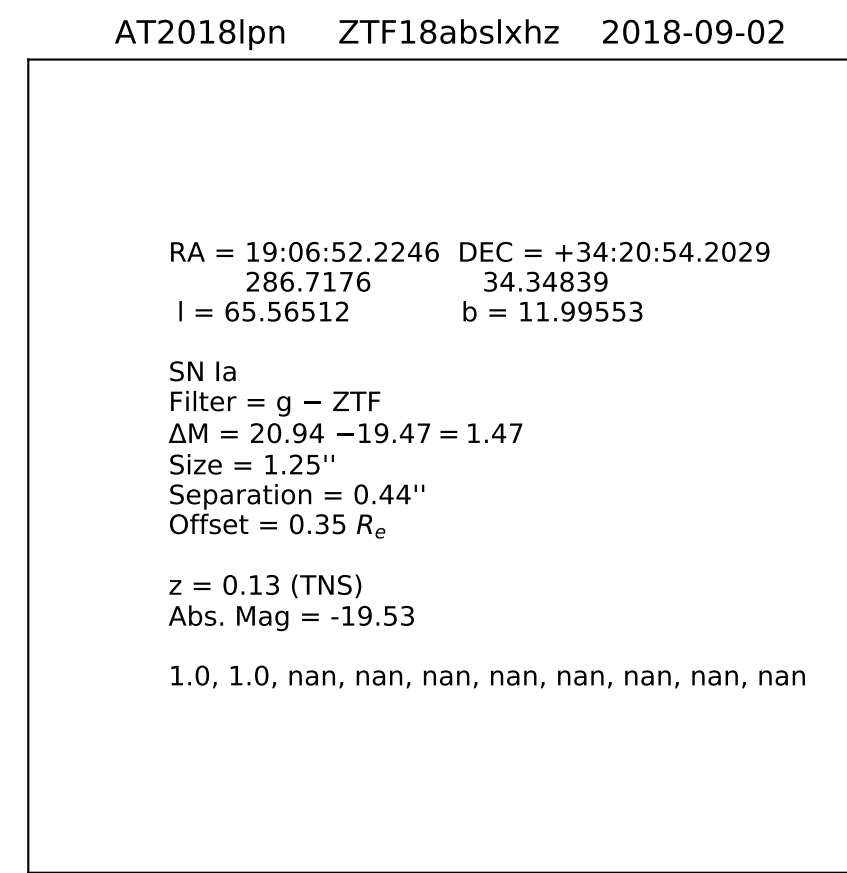 AT2018lpn ZTF18abslxhz 2018-09-02
RA = 19:06:52.2246 DEC = +34:20:54.2029
286.7176 34.34839
l = 65.56512 b = 11.99553
SN Ia
Filter = g − ZTF
ΔM = 20.94 −19.47 = 1.47
Size = 1.25''
Separation = 0.44''
Offset = 0.35 Re
z = 0.13 (TNS)
Abs. Mag = -19.53
1.0, 1.0, nan, nan, nan, nan, nan, nan, nan, nan